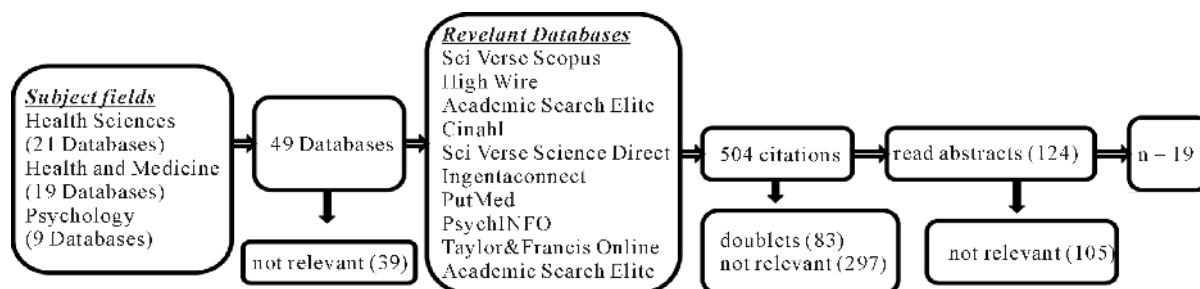 Subject fields
Health Sciences
(21 Databases)
Health and Medicine
(19 Databases)
Psychology
(9 Databases)
49 Databases
not relevant (39)
Revelant Databases
Sci Verse Scopus
High Wire
Academic Search Elite
Cinahl
Sci Verse Science Direct
Ingentaconnect
PutMed
PsychINFO
Taylor&Francis Online
Academic Search Elite
504 citations
doublets (83)
not relevant (297)
read abstracts (124)
not relevant (105)
n – 19